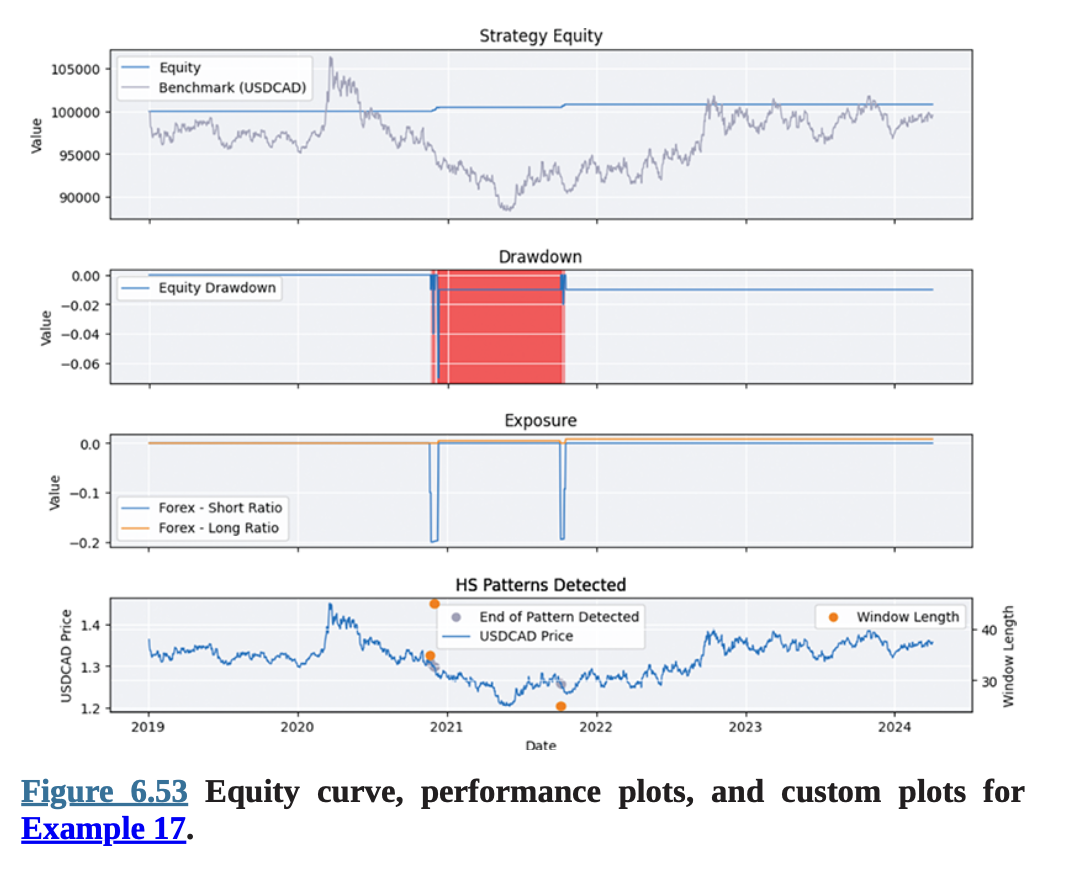 Strategy Equity
105000
100000
95000
90000
Value
Equity
Benchmark (USDCAD)
Drawdown
0.00
−0.02
−0.04
−0.06
Value
Equity Drawdown
Exposure
0.0
−0.1
−0.2
Value
Forex - Short Ratio
Forex - Long Ratio
HS Patterns Detected
1.4
1.3
1.2
USDCAD Price
End of Pattern Detected
USDCAD Price
Window Length
40
30
Window Length
2019 2020 2021 2022 2023 2024
Date
Figure 6.53 Equity curve, performance plots, and custom plots for
Example 17.